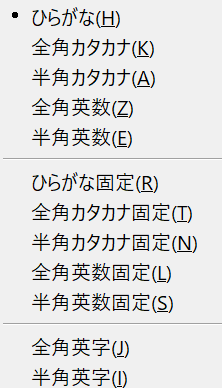 ひらがな(H)
全角カタカナ(K)
半角カタカナ(A)
全角英数(Z)
半角英数(E)
ひらがな固定(R)
全角カタカナ固定(T)
半角カタカナ固定(N)
全角英数固定(L)
半角英数固定(S)
全角英字(J)
半角英字(I)